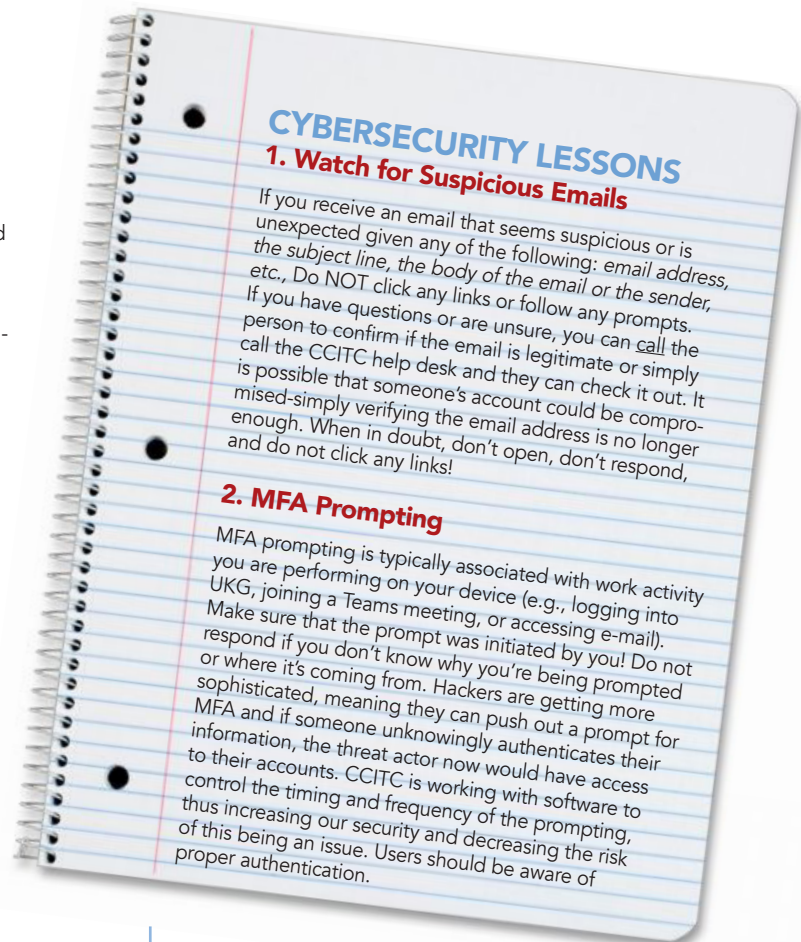 d
-
CYBERSECURITY LESSONS
1. Watch for Suspicious Emails
If you receive an email that seems suspicious or is
unexpected given any of the following: email address,
the subject line, the body of the email or the sender,
etc., Do NOT click any links or follow any prompts.
If you have questions or are unsure, you can call the
person to confirm if the email is legitimate or simply
call the CCITC help desk and they can check it out. It
is possible that someone's account could be compro-
mised-simply verifying the email address is no longer
enough. When in doubt, don't open, don't respond,
and do not click any links!
2. MFA Prompting
MFA prompting is typically associated with work activity
you are performing on your device (e.g., logging into
UKG, joining a Teams meeting, or accessing e-mail).
Make sure that the prompt was initiated by you! Do not
respond if you don't know why you're being prompted
or where it's coming from. Hackers are getting more
sophisticated, meaning they can push out a prompt for
MFA and if someone unknowingly authenticates their
information, the threat actor now would have access
to their accounts. CCITC is working with software to
control the timing and frequency of the prompting,
thus increasing our security and decreasing the risk
of this being an issue. Users should be aware of
proper authentication.